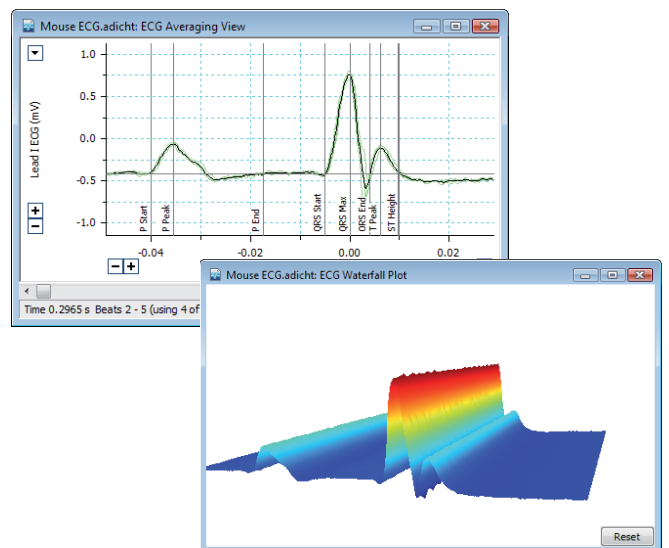 Mouse ECG.adicht: ECG Averaging View
1.0
0.5
0.0
-0.5
-1.0
Lead I ECG (mV)
P Start
P Peak
P End
QRS Start
QRS Max
QRS End
T Peak
ST Height
-0.04
-0.02
0.00
0.02
Time 0.2965 s Beats 2 - 5 (using 4 of
Mouse ECG.adicht: ECG Waterfall Plot
Reset